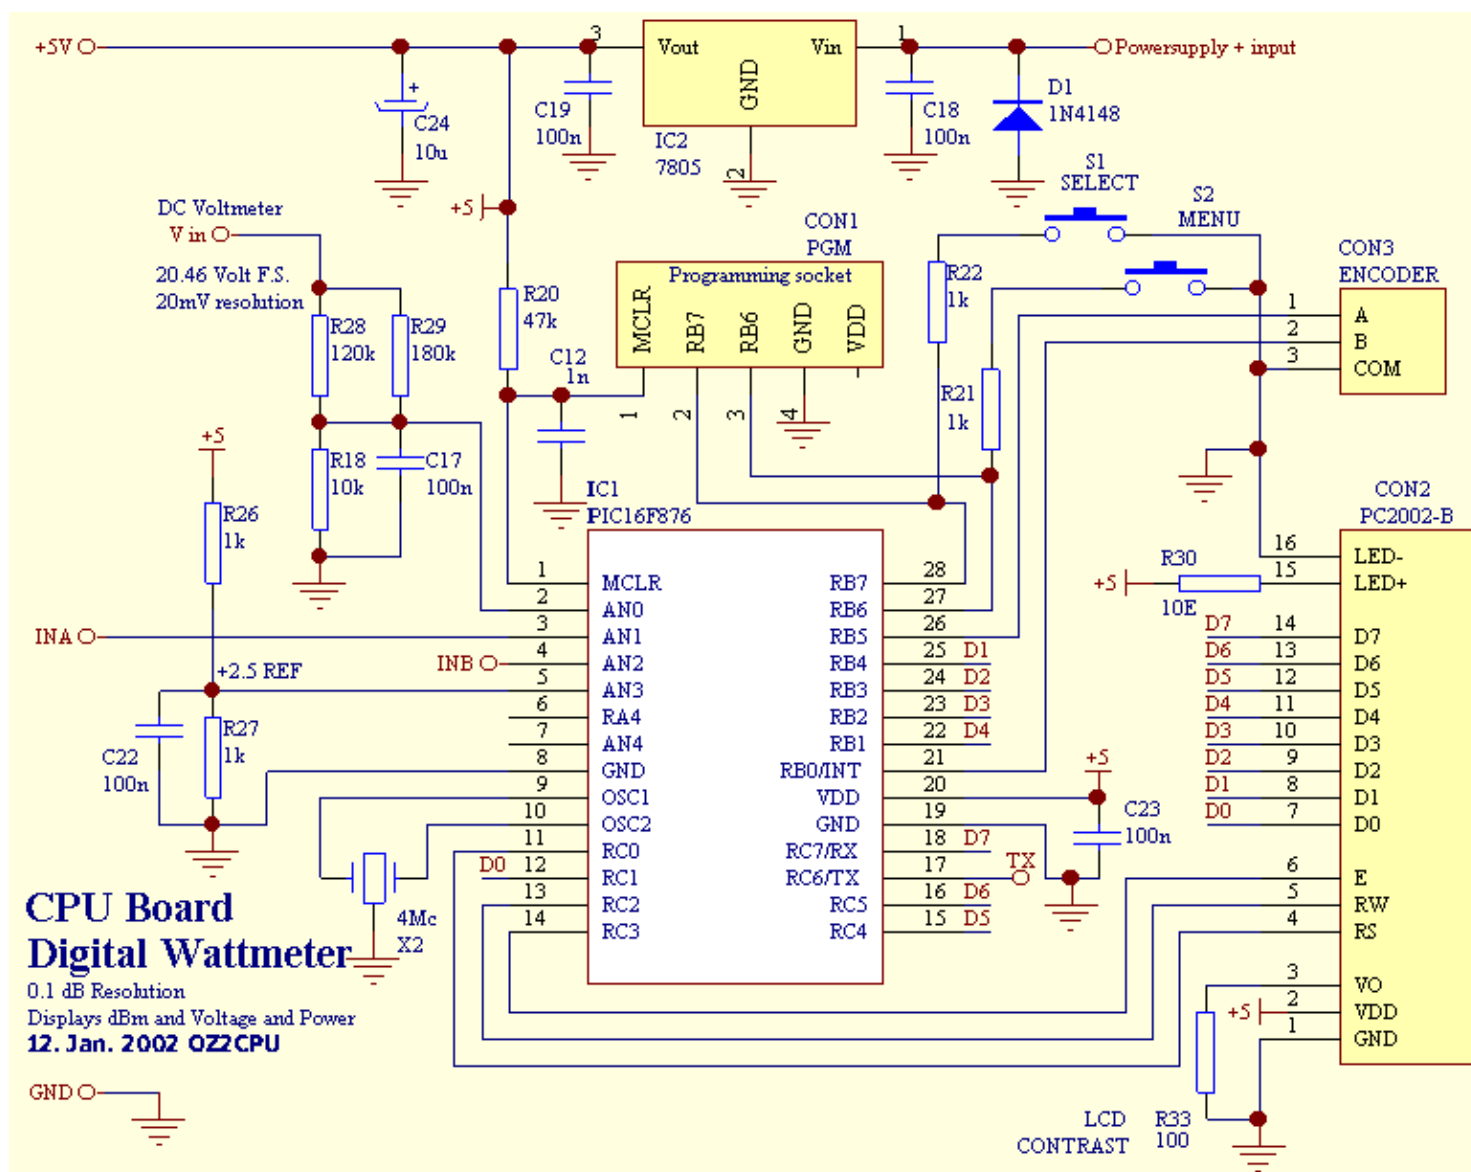 +5V
3
Vout
Vin
1
Powersupply + input
GND
+
C24
10u
C19
100n
IC2
7805
2
C18
100n
D1
1N4148
S1
SELECT
S2
MENU
+5
DC Voltmeter
V in
20.46 Volt F.S.
20mV resolution
R28
120k
R29
180k
R20
47k
C12
1n
CON1
PGM
Programming socket
MCLR
RB7
RB6
GND
VDD
1
2
3
4
R22
1k
R21
1k
CON3
ENCODER
1
A
2
B
3
COM
R18
10k
C17
100n
+5
R26
1k
IC1
PIC16F876
1
MCLR
2
AN0
3
AN1
4
AN2
5
AN3
6
RA4
7
AN4
8
GND
9
OSC1
10
OSC2
11
RC0
12
RC1
13
RC2
14
RC3
RB7
28
RB6
27
RB5
26
RB4
25
D1
RB3
24
D2
RB2
23
D3
RB1
22
D4
RB0/INT
21
VDD
20
GND
19
RC7/RX
18
D7
RC6/TX
17
TX
RC5
16
D6
RC4
15
D5
INA
INB
+2.5 REF
R27
1k
C22
100n
D0
4Mc
X2
+5
C23
100n
CON2
PC2002-B
16
LED-
15
LED+
R30
+5
10E
D7
14
D7
D6
13
D6
D5
12
D5
D4
11
D4
D3
10
D3
D2
9
D2
D1
8
D1
D0
7
D0
6
E
5
RW
4
RS
3
VO
+5
2
VDD
1
GND
LCD
CONTRAST
R33
100
CPU Board
Digital Wattmeter
0.1 dB Resolution
Displays dBm and Voltage and Power
12. Jan. 2002 OZ2CPU
GND